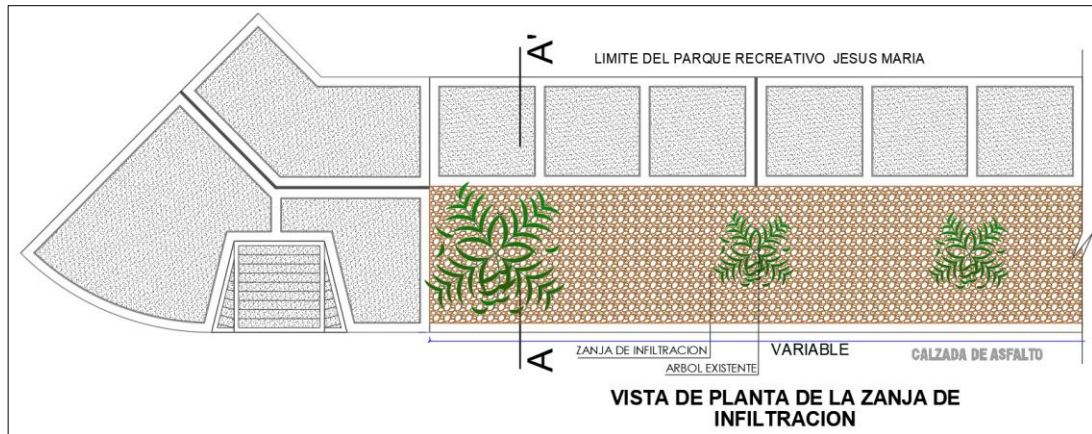 A'
LIMITE DEL PARQUE RECREATIVO JESUS MARIA
A
ZANJA DE INFILTRACION
VARIABLE
CALZADA DE ASFALTO
ARBOL EXISTENTE
VISTA DE PLANTA DE LA ZANJA DE
INFILTRACION